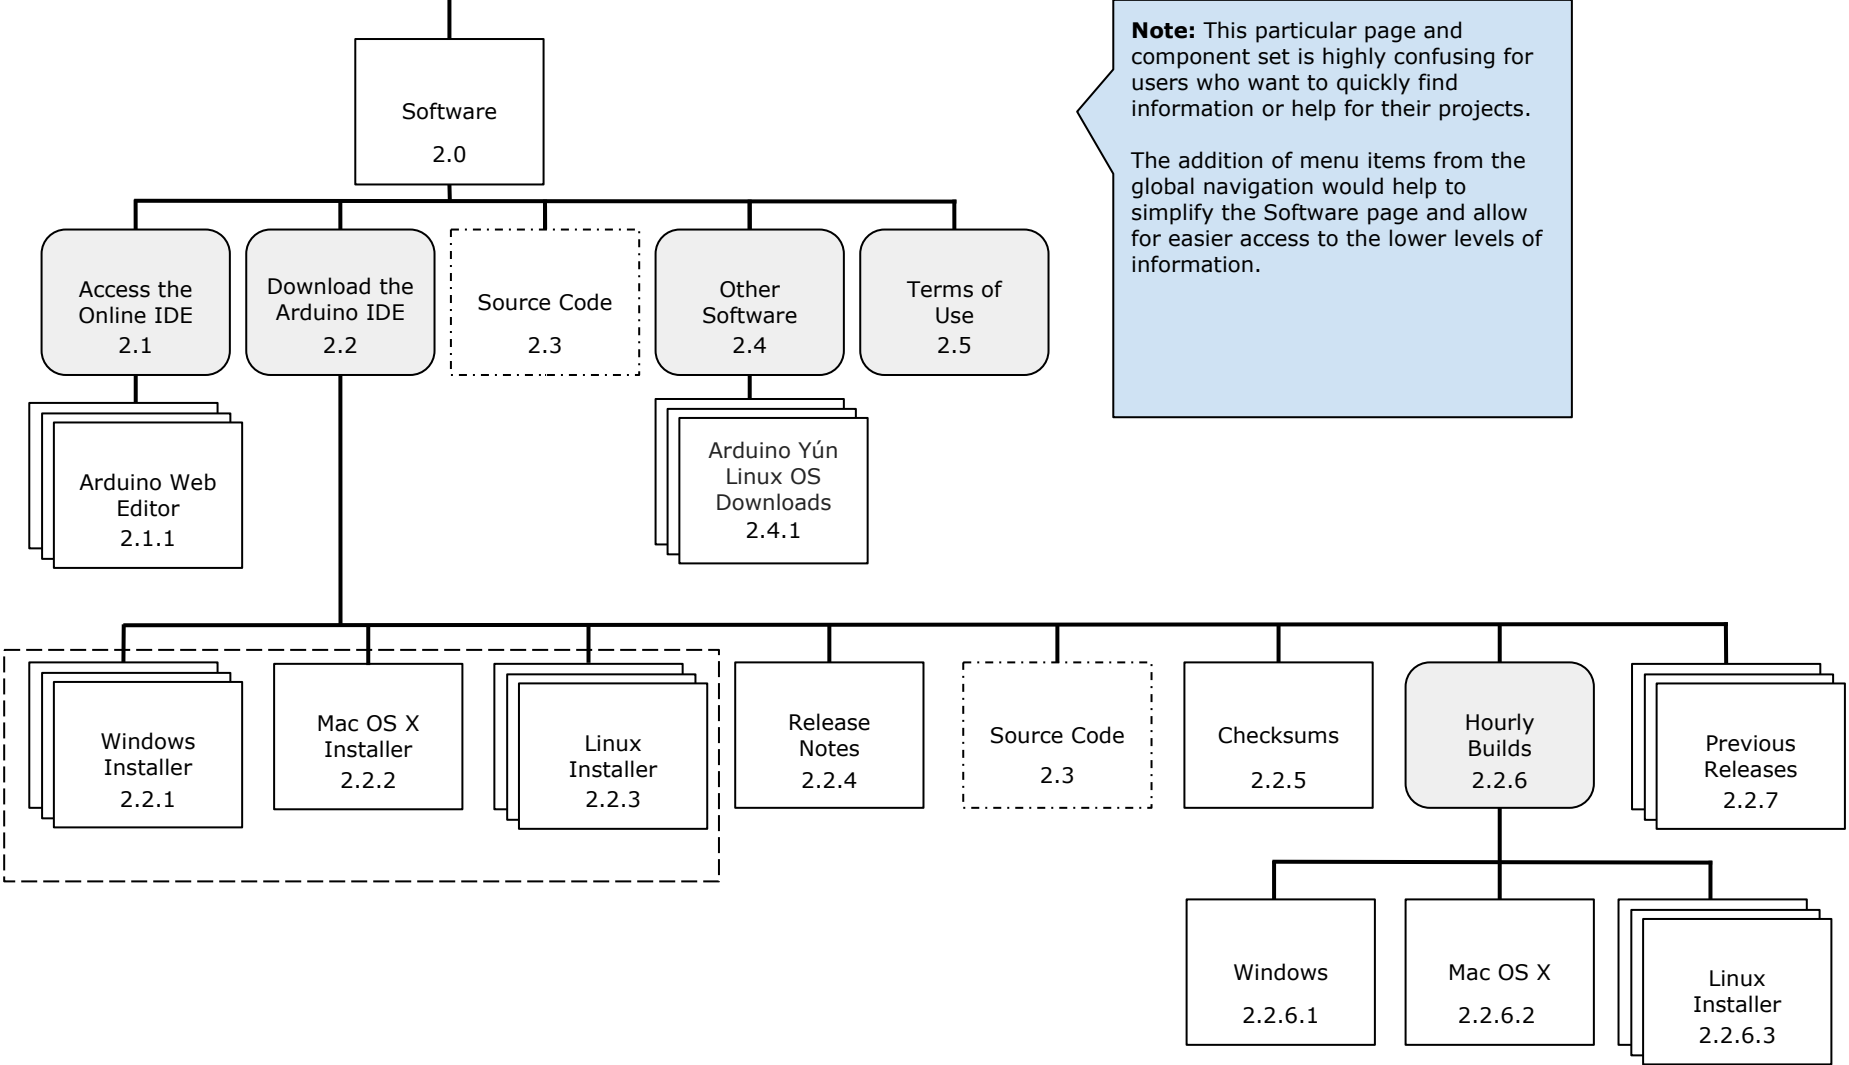 Note: This particular page and
component set is highly confusing for
users who want to quickly find
information or help for their projects.
The addition of menu items from the
global navigation would help to
simplify the Software page and allow
for easier access to the lower levels of
information.
Software
2.0
Access the
Online IDE
2.1
Download the
Arduino IDE
2.2
Source Code
2.3
Other
Software
2.4
Terms of
Use
2.5
Arduino Web
Editor
2.1.1
Arduino Yún
Linux OS
Downloads
2.4.1
Windows
Installer
2.2.1
Mac OS X
Installer
2.2.2
Linux
Installer
2.2.3
Release
Notes
2.2.4
Source Code
2.3
Checksums
2.2.5
Hourly
Builds
2.2.6
Previous
Releases
2.2.7
Windows
2.2.6.1
Mac OS X
2.2.6.2
Linux
Installer
2.2.6.3